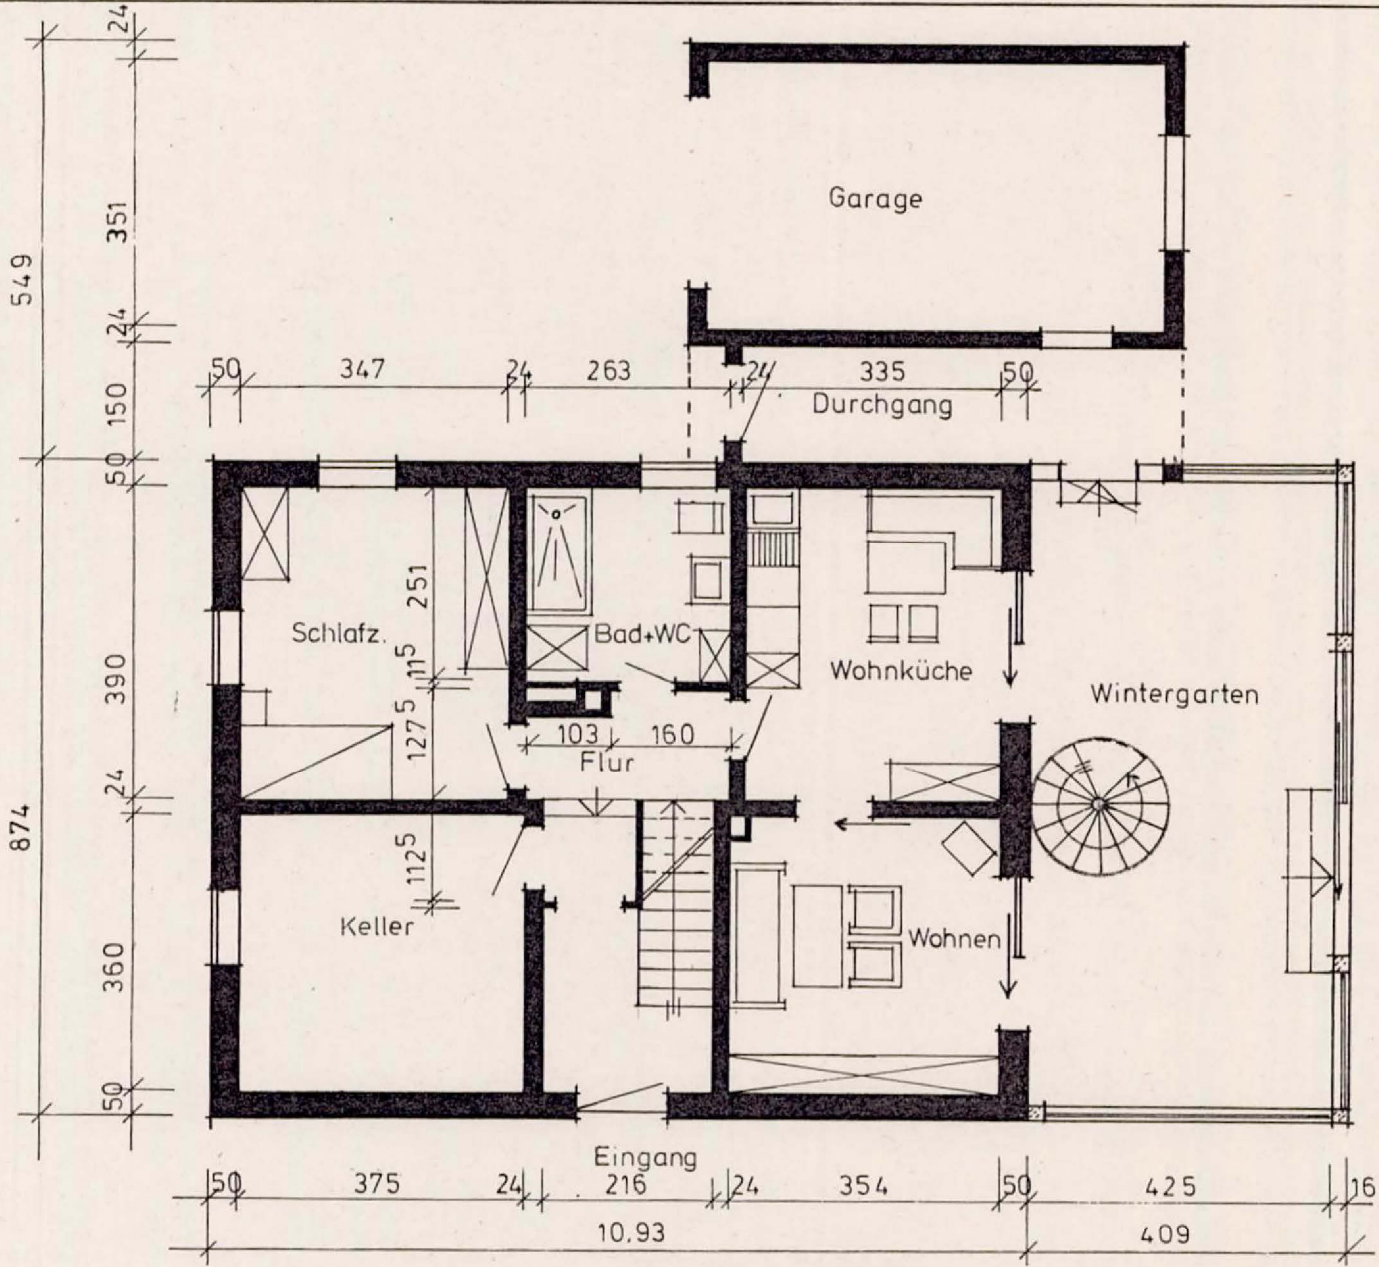 24
351
549
24
150
Garage
50 347 24 263 24 335 50
Durchgang
50
390
24
874
360
50
251
11⁵
127⁵
112⁵
Schlafz.
Bad+WC
Wohnküche
Wintergarten
103 160
Flur
Keller
Wohnen
Eingang
50 375 24 216 24 354 50 425 16
10,93 409